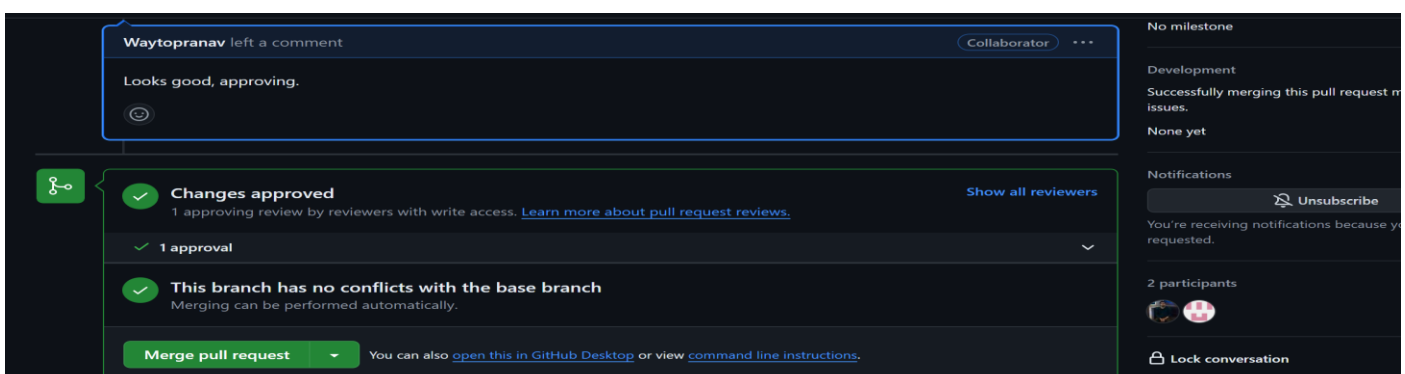 Waytopranav left a comment
Collaborator
Looks good, approving.
Changes approved
Show all reviewers
1 approving review by reviewers with write access. Learn more about pull request reviews.
1 approval
This branch has no conflicts with the base branch
Merging can be performed automatically.
Merge pull request
You can also open this in GitHub Desktop or view command line instructions.
No milestone
Development
Successfully merging this pull request m
issues.
None yet
Notifications
Unsubscribe
You're receiving notifications because yo
requested.
2 participants
Lock conversation